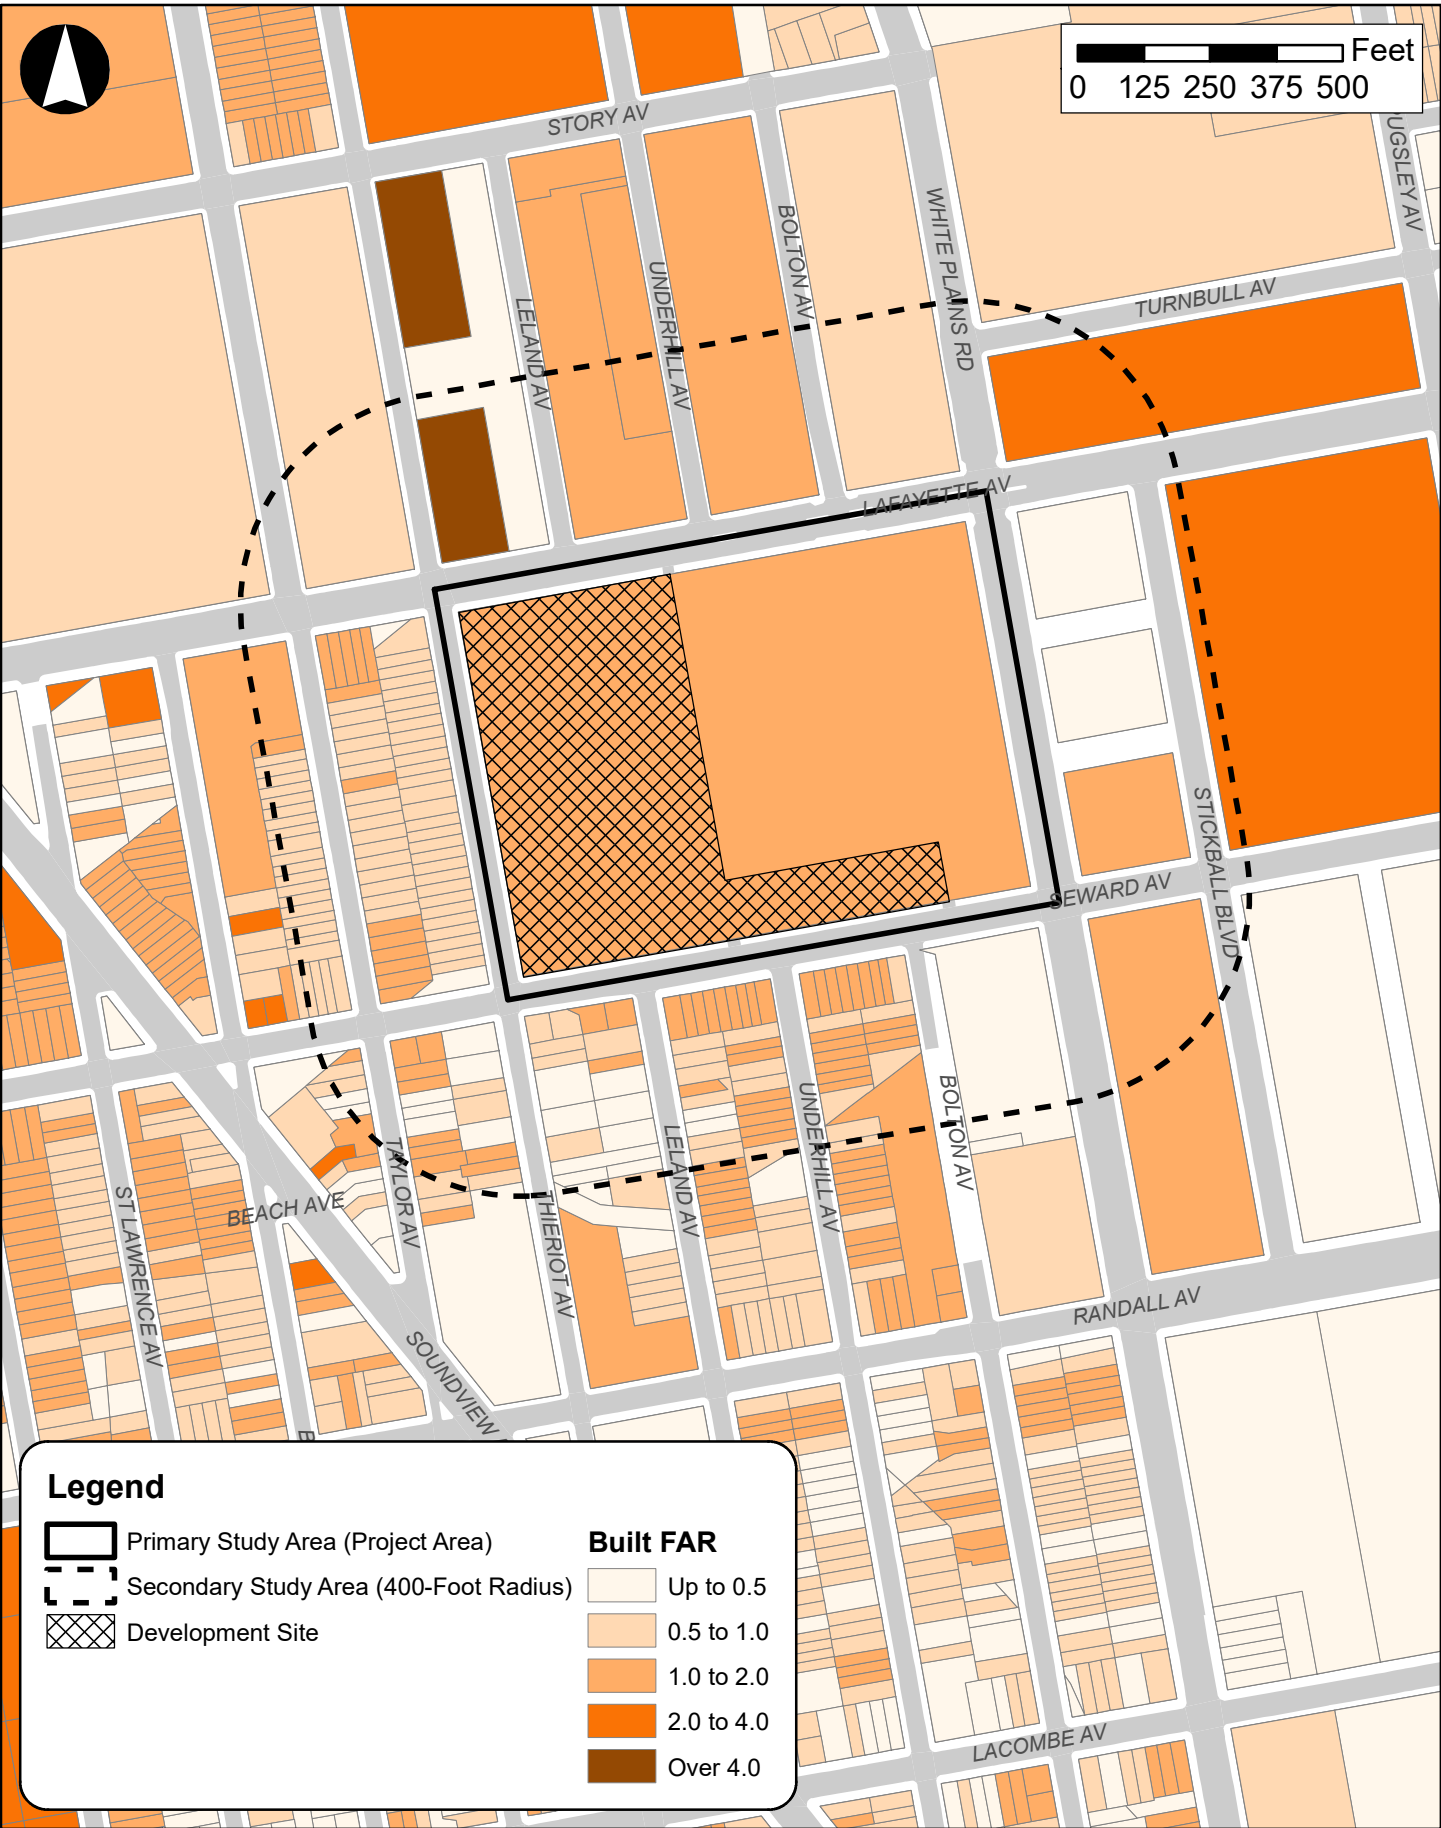 Feet
0 125 250 375 500
STORY AV
UGSLEY AV
WHITE PLAINS RD
BOLTON AV
UNDERHILL AV
LELAND AV
TURNBULL AV
LAFAYETTE AV
STICKBALL BLVD
SEWARD AV
BOLTON AV
UNDERHILL AV
LELAND AV
TAYLOR AV
THIERIOT AV
BEACH AVE
ST LAWRENCE AV
SOUNDVIEW
RANDALL AV
B
LACOMBE AV
Legend
Primary Study Area (Project Area)
Secondary Study Area (400-Foot Radius)
Development Site
Built FAR
Up to 0.5
0.5 to 1.0
1.0 to 2.0
2.0 to 4.0
Over 4.0